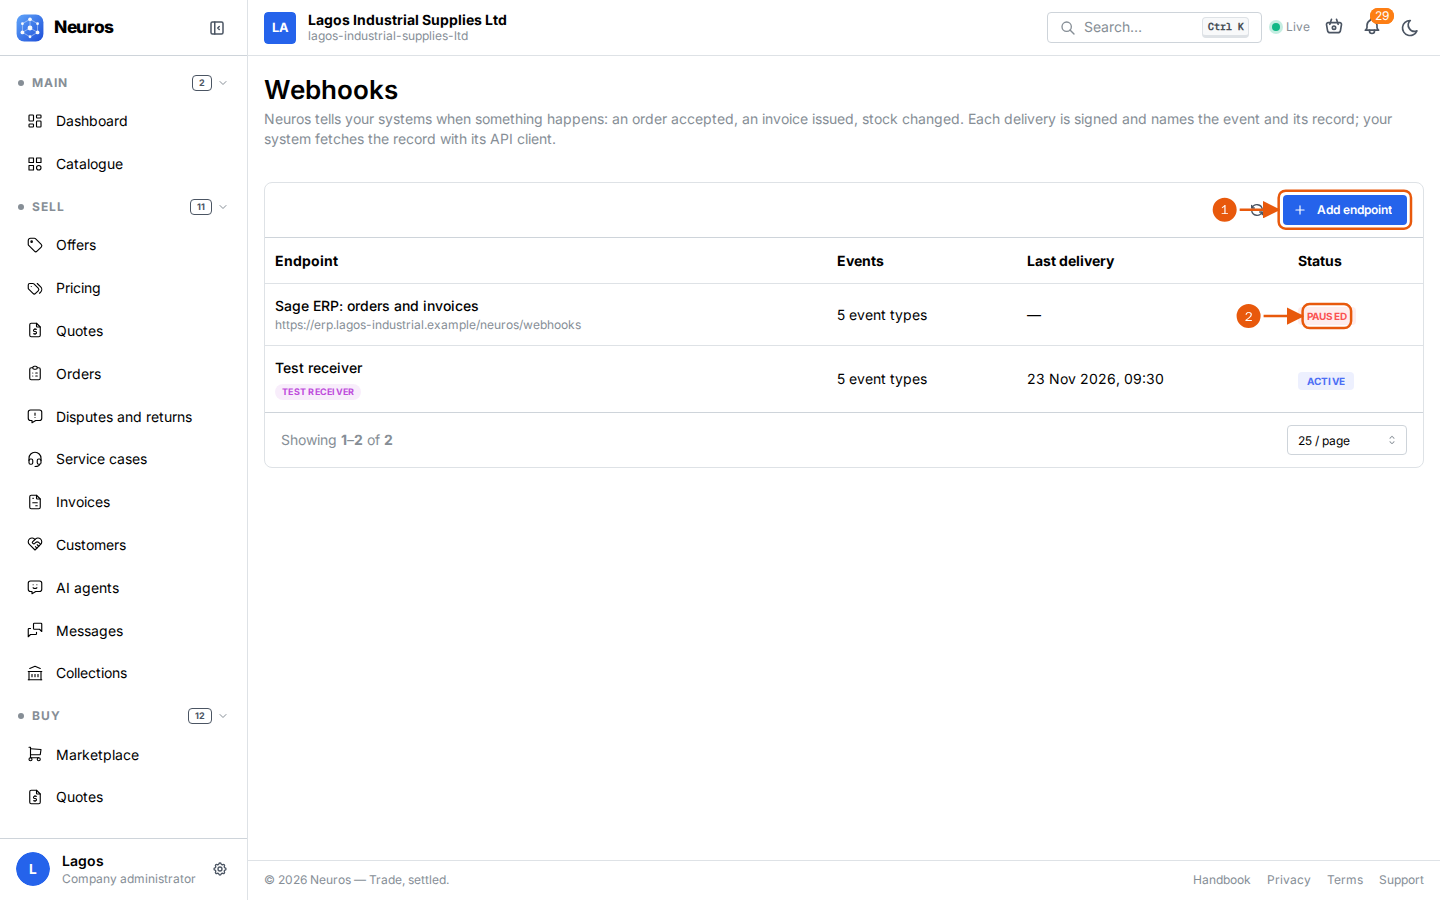 Neuros
LA
Lagos Industrial Supplies Ltd
lagos-industrial-supplies-ltd
Search...
Ctrl K
Live
29
MAIN
2
Dashboard
Catalogue
SELL
11
Offers
Pricing
Quotes
Orders
Disputes and returns
Service cases
Invoices
Customers
AI agents
Messages
Collections
BUY
12
Marketplace
Quotes
L
Lagos
Company administrator
Webhooks
Neuros tells your systems when something happens: an order accepted, an invoice issued, stock changed. Each delivery is signed and names the event and its record; your
system fetches the record with its API client.
1
Add endpoint
Endpoint
Events
Last delivery
Status
Sage ERP: orders and invoices
https://erp.lagos-industrial.example/neuros/webhooks
5 event types
—
2
PAUSED
Test receiver
TEST RECEIVER
5 event types
23 Nov 2026, 09:30
ACTIVE
Showing 1–2 of 2
25 / page
© 2026 Neuros — Trade, settled.
Handbook
Privacy
Terms
Support